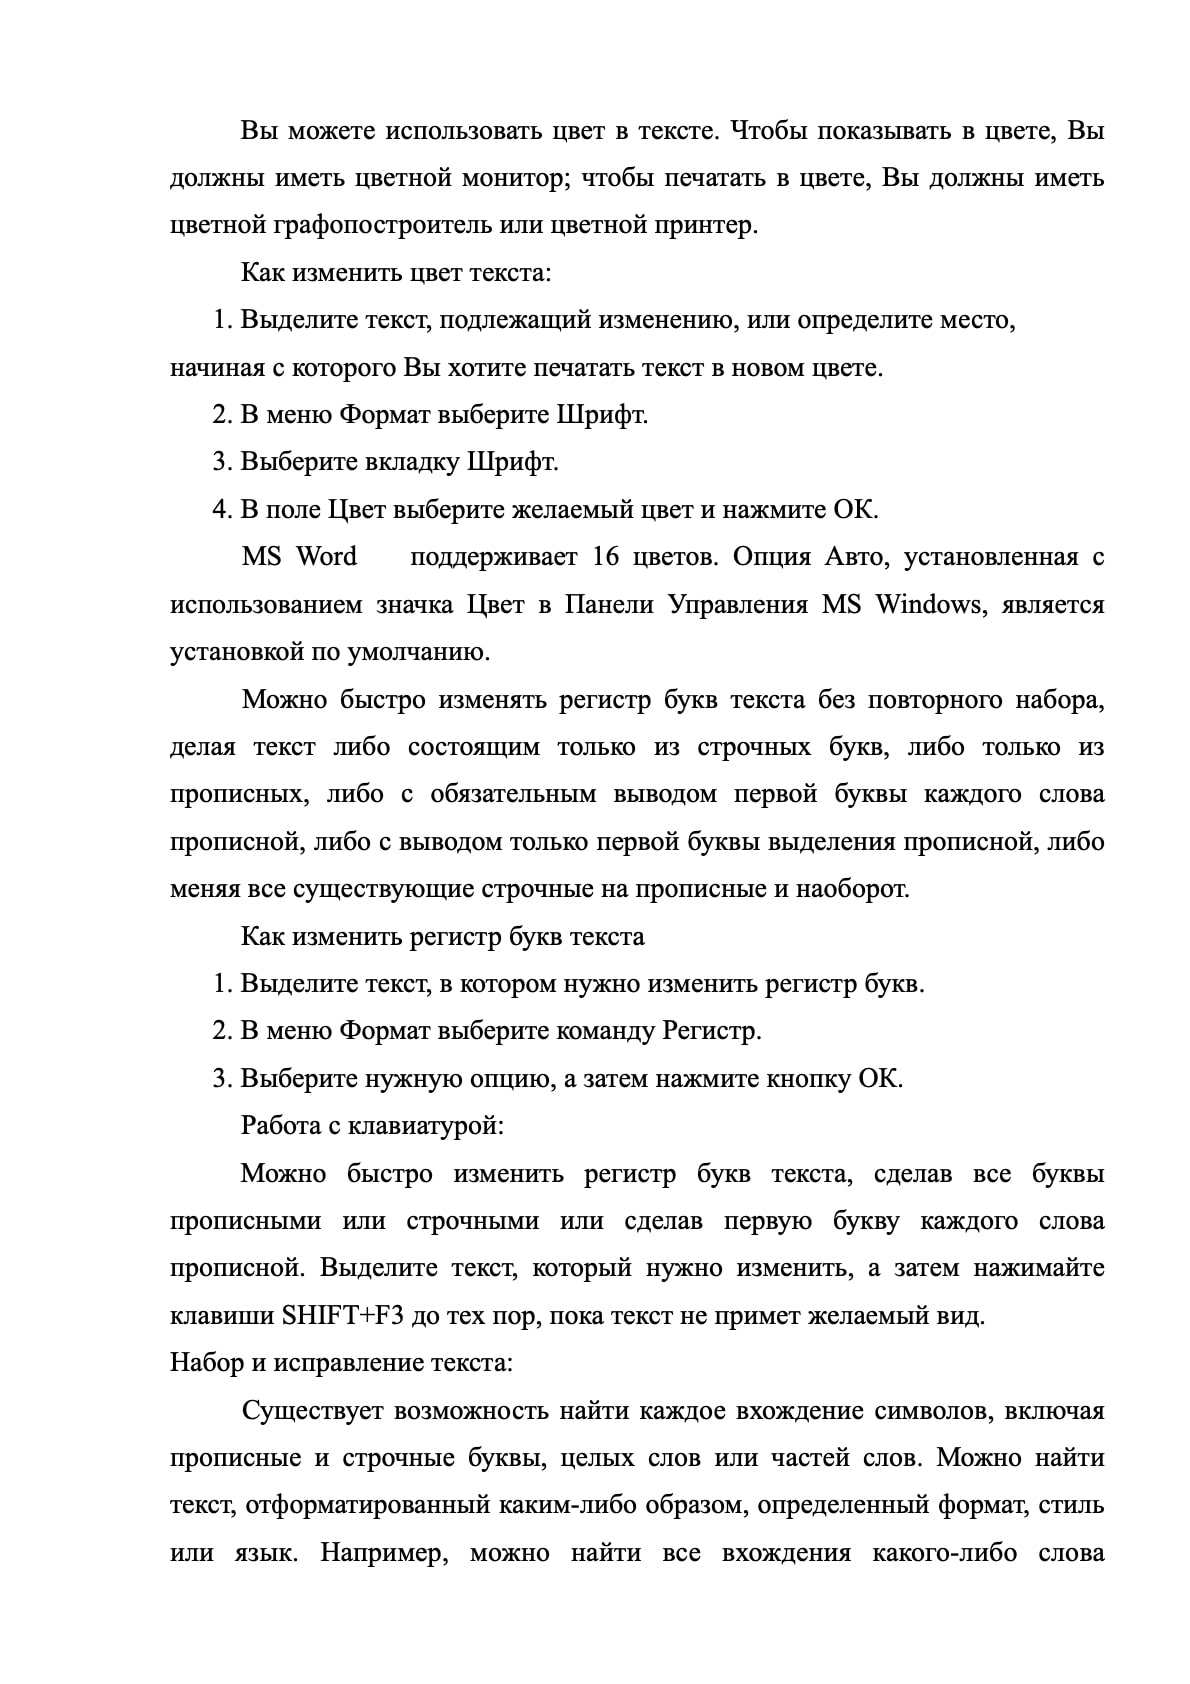 Вы можете использовать цвет в тексте. Чтобы показывать в цвете, Вы
должны иметь цветной монитор; чтобы печатать в цвете, Вы должны иметь
цветной графопостроитель или цветной принтер.
Как изменить цвет текста:
1. Выделите текст, подлежащий изменению, или определите место,
начиная с которого Вы хотите печатать текст в новом цвете.
2. В меню Формат выберите Шрифт.
3. Выберите вкладку Шрифт.
4. В поле Цвет выберите желаемый цвет и нажмите ОК.
MS Word поддерживает 16 цветов. Опция Авто, установленная с
использованием значка Цвет в Панели Управления MS Windows, является
установкой по умолчанию.
Можно быстро изменять регистр букв текста без повторного набора,
делая текст либо состоящим только из строчных букв, либо только из
прописных, либо с обязательным выводом первой буквы каждого слова
прописной, либо с выводом только первой буквы выделения прописной, либо
меняя все существующие строчные на прописные и наоборот.
Как изменить регистр букв текста
1. Выделите текст, в котором нужно изменить регистр букв.
2. В меню Формат выберите команду Регистр.
3. Выберите нужную опцию, а затем нажмите кнопку ОК.
Работа с клавиатурой:
Можно быстро изменить регистр букв текста, сделав все буквы
прописными или строчными или сделав первую букву каждого слова
прописной. Выделите текст, который нужно изменить, а затем нажимайте
клавиши SHIFT+F3 до тех пор, пока текст не примет желаемый вид.
Набор и исправление текста:
Существует возможность найти каждое вхождение символов, включая
прописные и строчные буквы, целых слов или частей слов. Можно найти
текст, отформатированный каким-либо образом, определенный формат, стиль
или язык. Например, можно найти все вхождения какого-либо слова